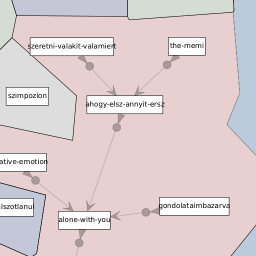 szeretni-valakit-valamiert
the-memi
szimpozion
ahogy-elsz-annyit-ersz
ative-emotion
lszotlanul
gondolataimbazarva
alone-with-you